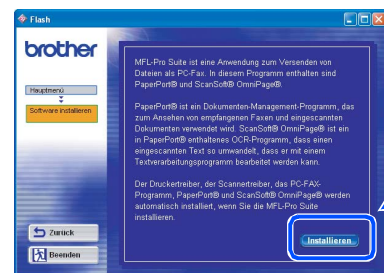 Flash
brother
Hauptmenü
Software installieren
MFL-Pro Suite ist eine Anwendung zum Versenden von
Dateien als PC-Fax. In diesem Programm enthalten sind
PaperPort® und ScanSoft® OmniPage®.
PaperPort® ist ein Dokumenten-Management-Programm, das
zum Ansehen von empfangenen Faxen und eingescannten
Dokumenten verwendet wird. ScanSoft® OmniPage® ist ein
in PaperPort® enthaltenes OCR-Programm, dass einen
eingescannten Text so umwandelt, dass er mit einem
Textverarbeitungsprogramm bearbeitet werden kann.
Der Druckertreiber, der Scannertreiber, das PC-FAX-
Programm, PaperPort® und ScanSoft® OmniPage® werden
automatisch installiert, wenn Sie die MFL-Pro Suite
installieren.
Zurück
Beenden
Installieren